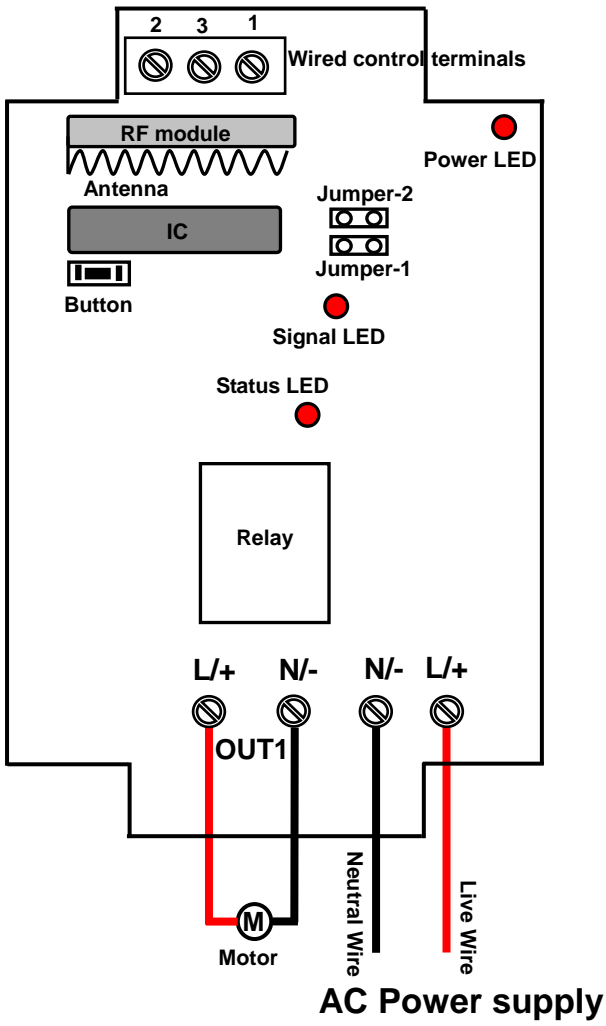 2 3 1
Wired control terminals
RF module
Power LED
Antenna
Jumper-2
IC
Jumper-1
Button
Signal LED
Status LED
Relay
L/+ N/- N/- L/+
OUT1
Neutral Wire
Live Wire
M
Motor
AC Power supply